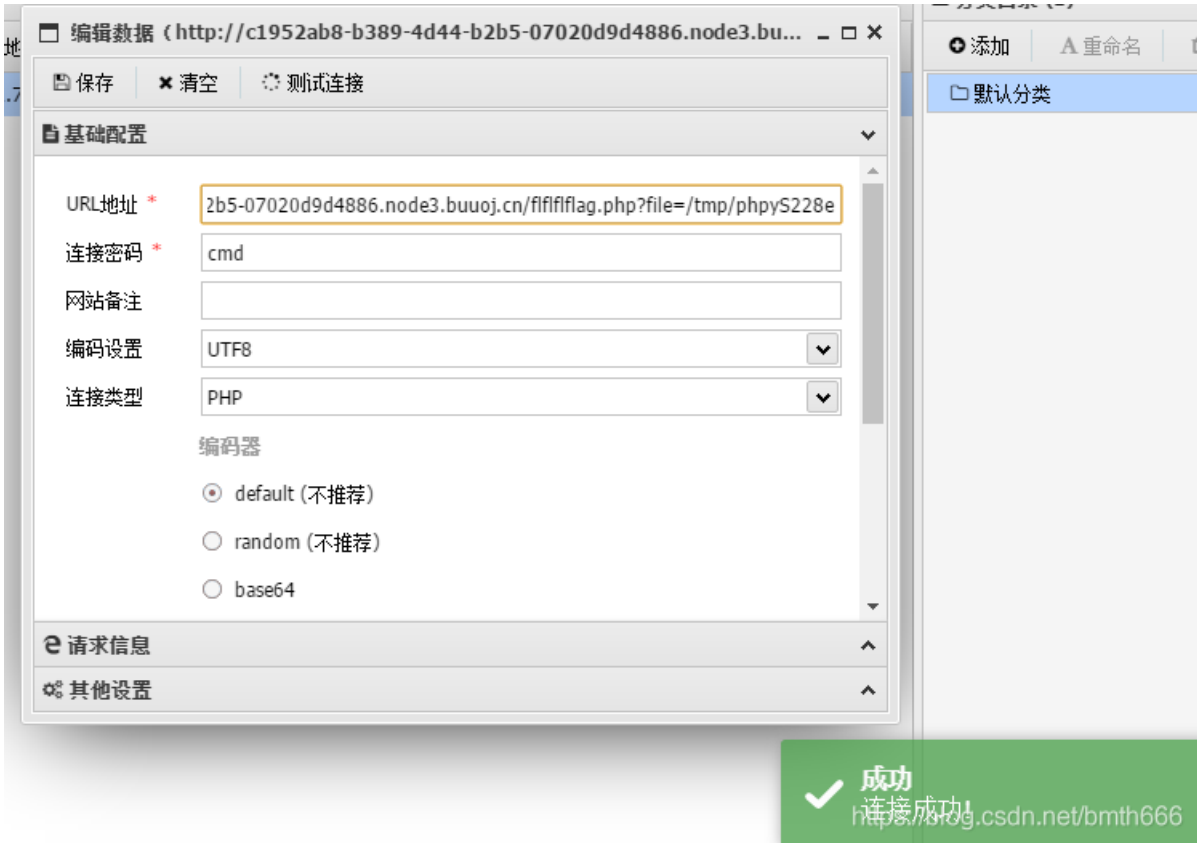 编辑数据 (http://c1952ab8-b389-4d44-b2b5-07020d9d4886.node3.bu...
添加
重命名
保存
清空
测试连接
.7
默认分类
基础配置
URL地址 *
2b5-07020d9d4886.node3.buuoj.cn/flflflflag.php?file=/tmp/phpyS228e
连接密码 *
cmd
网站备注
编码设置
UTF8
连接类型
PHP
编码器
default (不推荐)
random (不推荐)
base64
请求信息
其他设置
成功
连接成功!
https://blog.csdn.net/bmth666